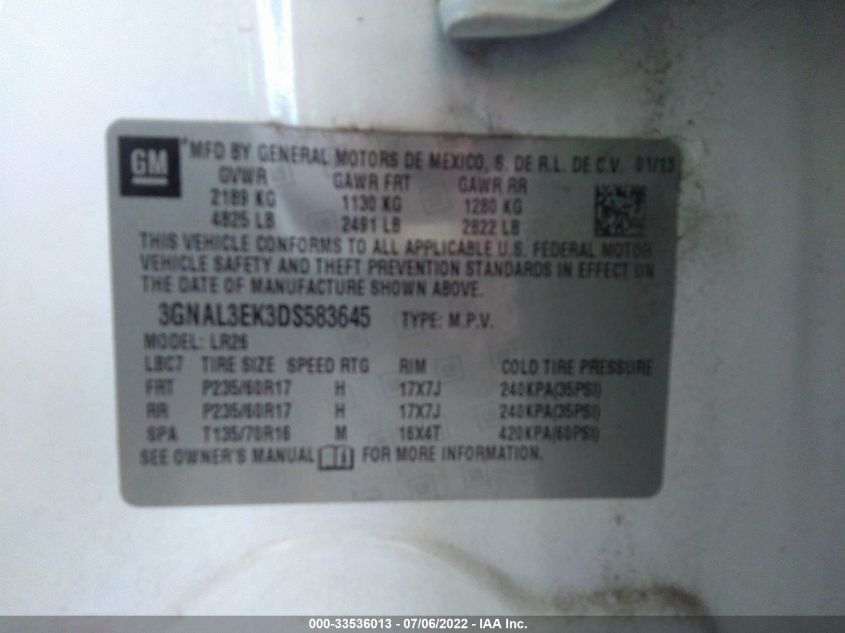 GM
MFD BY GENERAL MOTORS DE MEXICO, S. DE R.L. DE C.V. 01/13
GVWR GAWR FRT GAWR RR
2189 KG 1130 KG 1280 KG
4825 LB 2491 LB 2822 LB
THIS VEHICLE CONFORMS TO ALL APPLICABLE U.S. FEDERAL MOTOR
VEHICLE SAFETY AND THEFT PREVENTION STANDARDS IN EFFECT ON
THE DATE OF MANUFACTURE SHOWN ABOVE.
3GNAL3EK3DS583645 TYPE: M.P.V.
MODEL: LR26
LBC7 TIRE SIZE SPEED RTG RIM COLD TIRE PRESSURE
FRT P235/60R17 H 17X7J 240KPA(35PSI)
RR P235/60R17 H 17X7J 240KPA(35PSI)
SPA T135/70R16 M 16X4T 420KPA(60PSI)
SEE OWNER'S MANUAL FOR MORE INFORMATION.
000-33536013 - 07/06/2022 - IAA Inc.